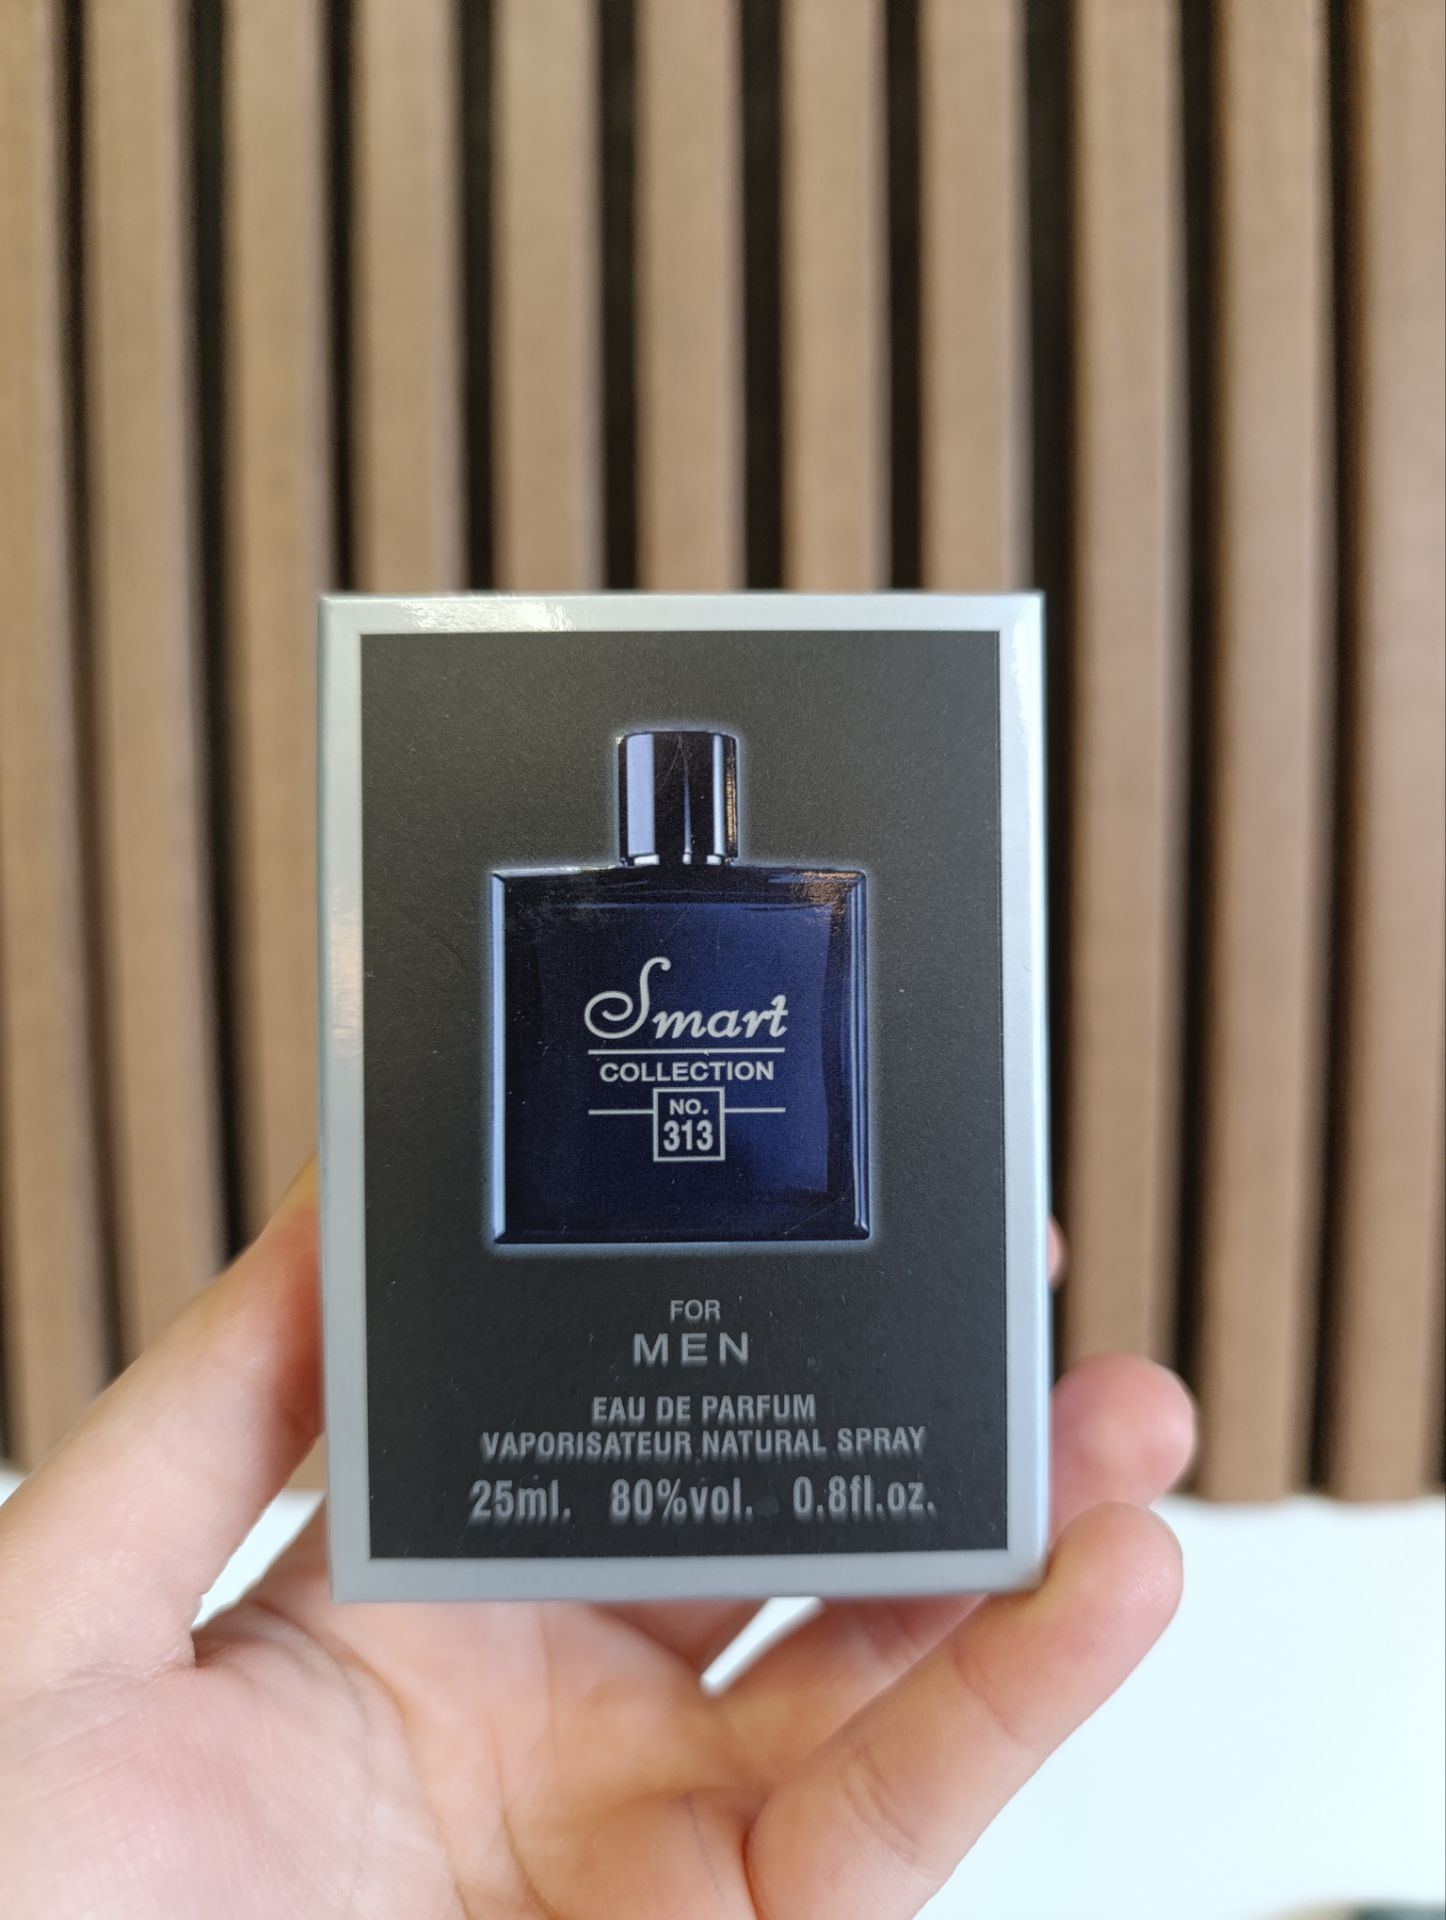 Smart
COLLECTION
NO.
313
FOR
MEN
EAU DE PARFUM
VAPORISATEUR NATURAL SPRAY
25ml. 80%vol. 0.8fl.oz.